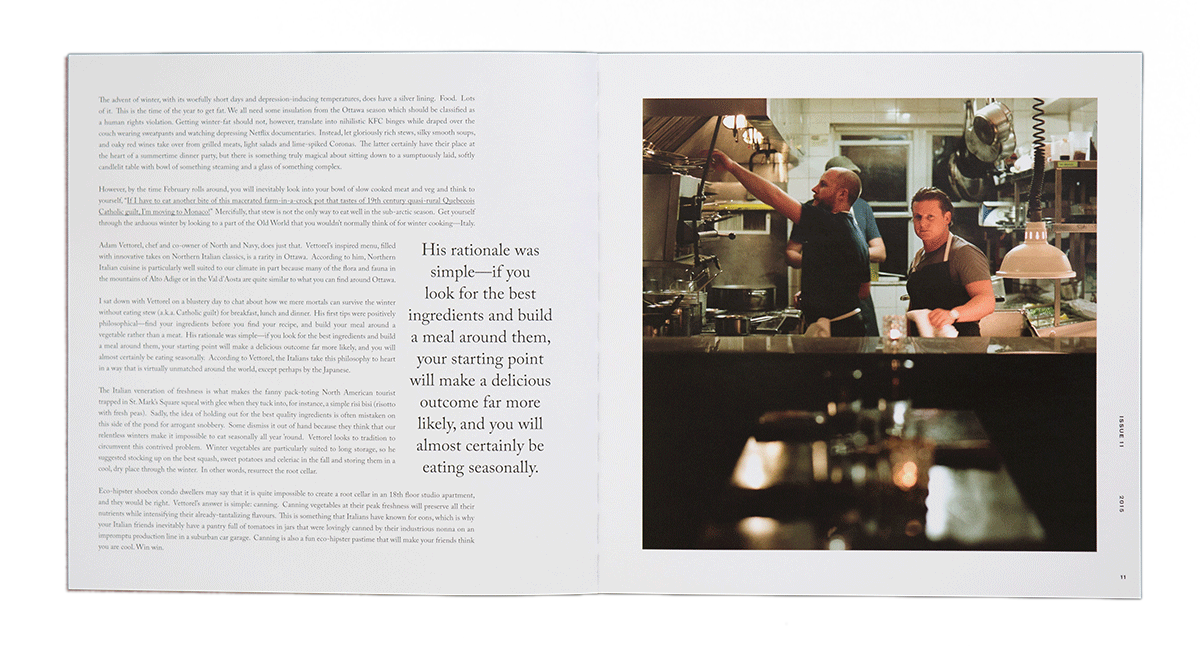 The advent of winter, with its woefully short days and depression-inducing temperatures, does have a silver lining. Food. Lots
of it. This is the time of the year to get fat. We all need some insulation from the Ottawa season which should be classified as
a human rights violation. Getting winter-fat should not, however, translate into nihilistic KFC binges while draped over the
couch wearing sweatpants and watching depressing Netflix documentaries. Instead, let gloriously rich stews, silky smooth soups,
and oaky red wines take over from grilled meats, light salads and lime-spiked Coronas. The latter certainly have their place at
the heart of a summertime dinner party, but there is something truly magical about sitting down to a sumptuously laid, softly
candlelit table with bowl of something steaming and a glass of something complex.
However, by the time February rolls around, you will inevitably look into your bowl of slow cooked meat and veg and think to
yourself, "If I have to eat another bite of this macerated farm-in-a-crock pot that tastes of 19th century quasi-rural Quebecois
Catholic guilt, I'm moving to Monaco!" Mercifully, that stew is not the only way to eat well in the sub-arctic season. Get yourself
through the arduous winter by looking to a part of the Old World that you wouldn't normally think of for winter cooking—Italy.
Adam Vettorel, chef and co-owner of North and Navy, does just that. Vettorel's inspired menu, filled
with innovative takes on Northern Italian classics, is a rarity in Ottawa. According to him, Northern
Italian cuisine is particularly well suited to our climate in part because many of the flora and fauna in
the mountains of Alto Adige or in the Val d'Aosta are quite similar to what you can find around Ottawa.
I sat down with Vettorel on a blustery day to chat about how we mere mortals can survive the winter
without eating stew (a.k.a. Catholic guilt) for breakfast, lunch and dinner. His first tips were positively
philosophical—find your ingredients before you find your recipe, and build your meal around a
vegetable rather than a meat. His rationale was simple—if you look for the best ingredients and build
a meal around them, your starting point will make a delicious outcome far more likely, and you will
almost certainly be eating seasonally. According to Vettorel, the Italians take this philosophy to heart
in a way that is virtually unmatched around the world, except perhaps by the Japanese.
The Italian veneration of freshness is what makes the fanny pack-toting North American tourist
trapped in St. Mark's Square squeal with glee when they tuck into, for instance, a simple risi bisi (risotto
with fresh peas). Sadly, the idea of holding out for the best quality ingredients is often mistaken on
this side of the pond for arrogant snobbery. Some dismiss it out of hand because they think that our
relentless winters make it impossible to eat seasonally all year 'round. Vettorel looks to tradition to
circumvent this contrived problem. Winter vegetables are particularly suited to long storage, so he
suggested stocking up on the best squash, sweet potatoes and celeriac in the fall and storing them in a
cool, dry place through the winter. In other words, resurrect the root cellar.
Eco-hipster shoebox condo dwellers may say that it is quite impossible to create a root cellar in an 18th floor studio apartment,
and they would be right. Vettorel's answer is simple: canning. Canning vegetables at their peak freshness will preserve all their
nutrients while intensifying their already-tantalizing flavours. This is something that Italians have known for eons, which is why
your Italian friends inevitably have a pantry full of tomatoes in jars that were lovingly canned by their industrious nonna on an
impromptu production line in a suburban car garage. Canning is also a fun eco-hipster pastime that will make your friends think
you are cool. Win win.
His rationale was
simple—if you
look for the best
ingredients and build
a meal around them,
your starting point
will make a delicious
outcome far more
likely, and you will
almost certainly be
eating seasonally.
ISSUE 11
2015
11